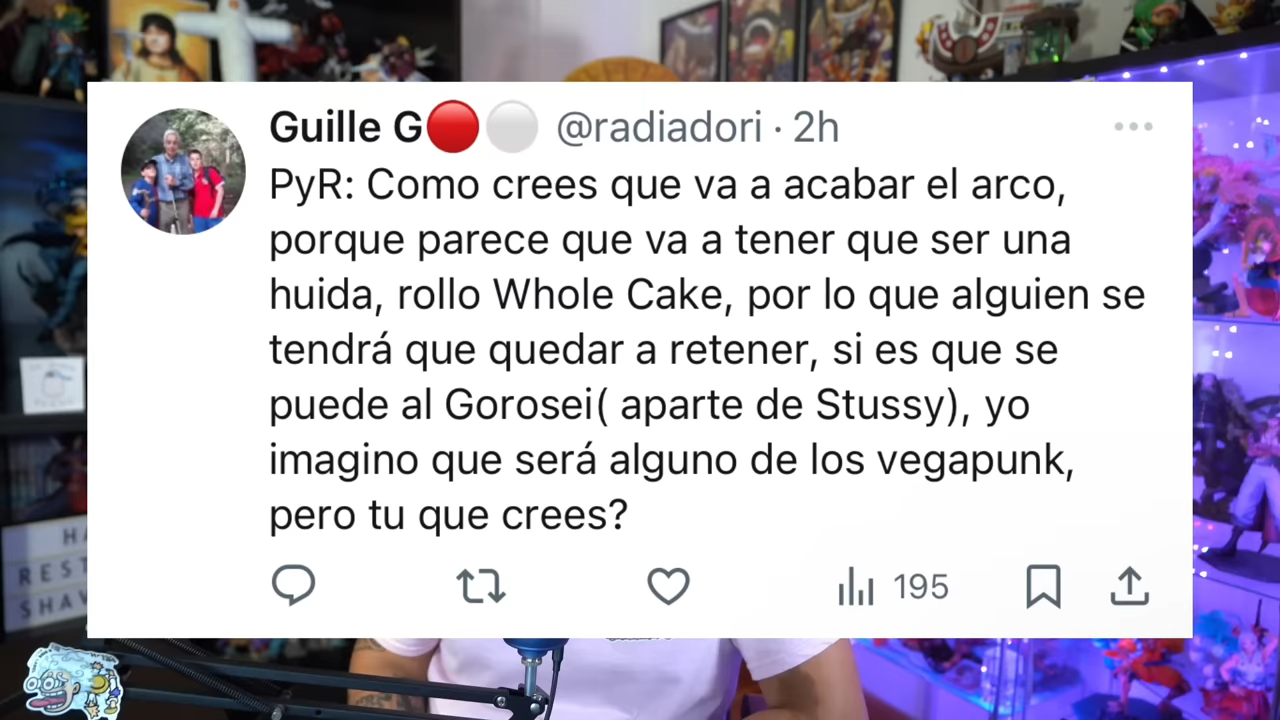 Guille G🔴⚪ @radiadori · 2h
PyR: Como crees que va a acabar el arco,
porque parece que va a tener que ser una
huida, rollo Whole Cake, por lo que alguien se
tendrá que quedar a retener, si es que se
puede al Gorosei( aparte de Stussy), yo
imagino que será alguno de los vegapunk,
pero tu que crees?
195